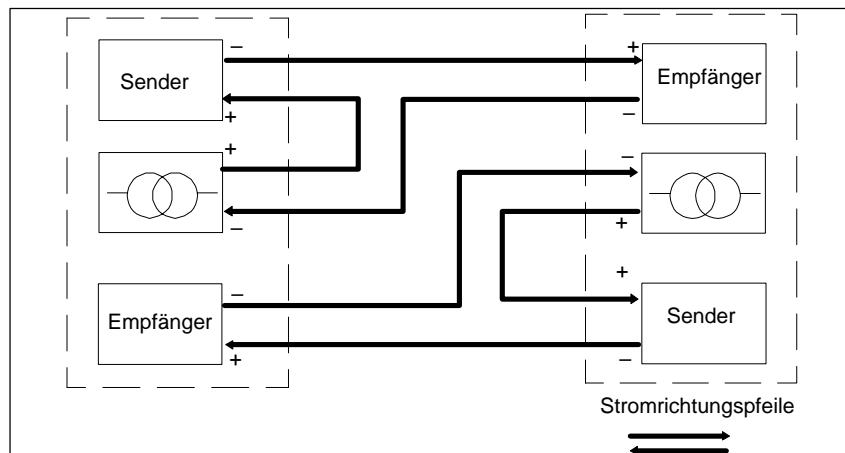 Sender
Empfänger
Empfänger
Sender
Stromrichtungspfeile
− +
+ −
+ −
− +
− +
+ −